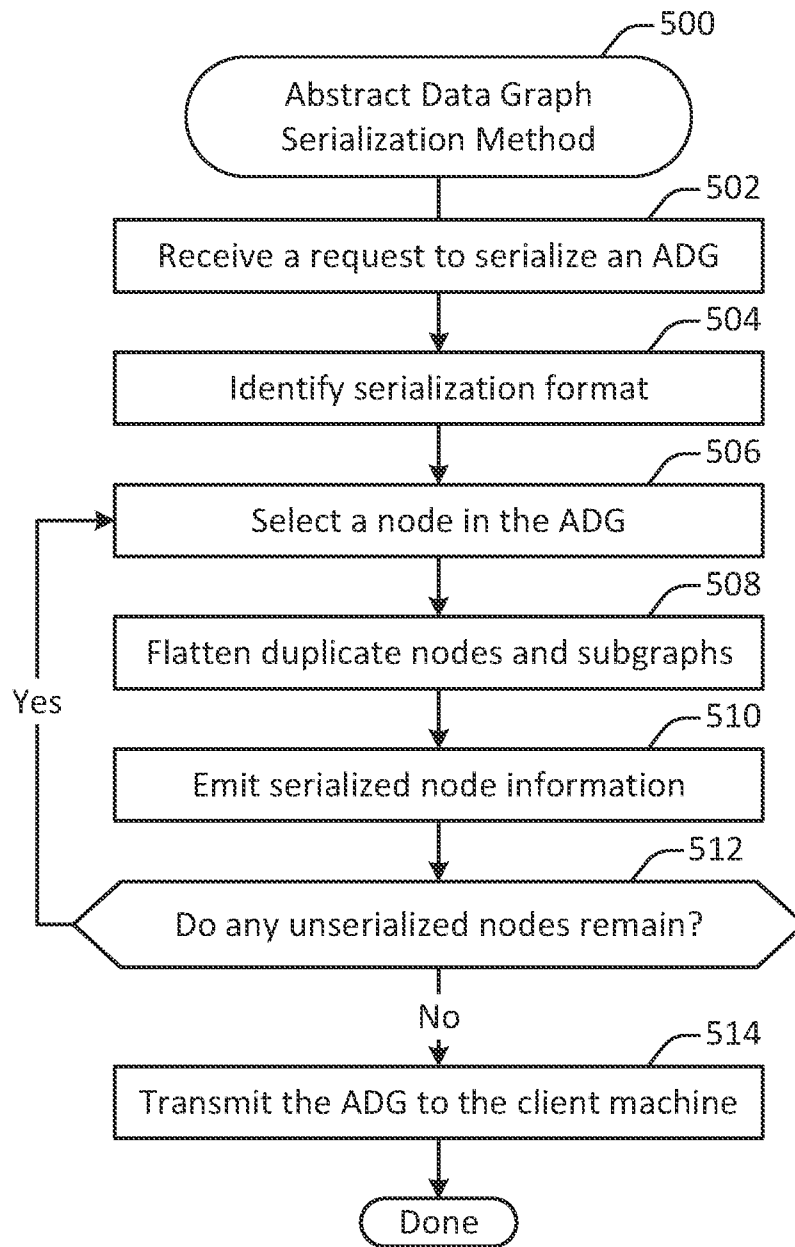 500
Abstract Data Graph
Serialization Method
502
Receive a request to serialize an ADG
504
Identify serialization format
506
Select a node in the ADG
508
Flatten duplicate nodes and subgraphs
Yes
510
Emit serialized node information
512
Do any unserialized nodes remain?
No
514
Transmit the ADG to the client machine
Done